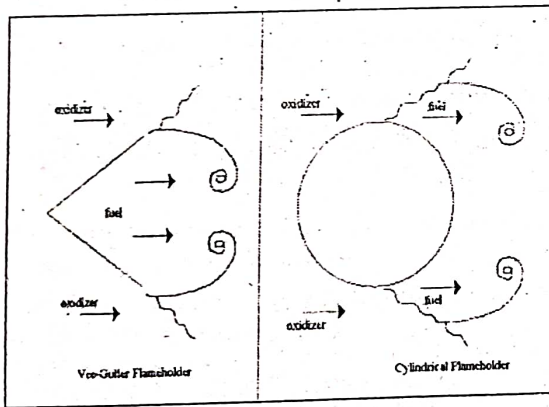 oxidizer
fuel
oxidizer
Vee-Gutter Flameholder
oxidizer
fuel
fuel
oxidizer
Cylindrical Flameholder